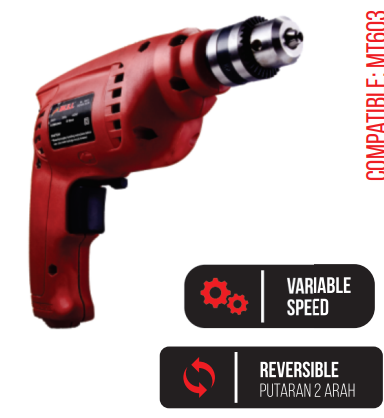 COMPATIBLE: MT603
VARIABLE
SPEED
REVERSIBLE
PUTARAN 2 ARAH